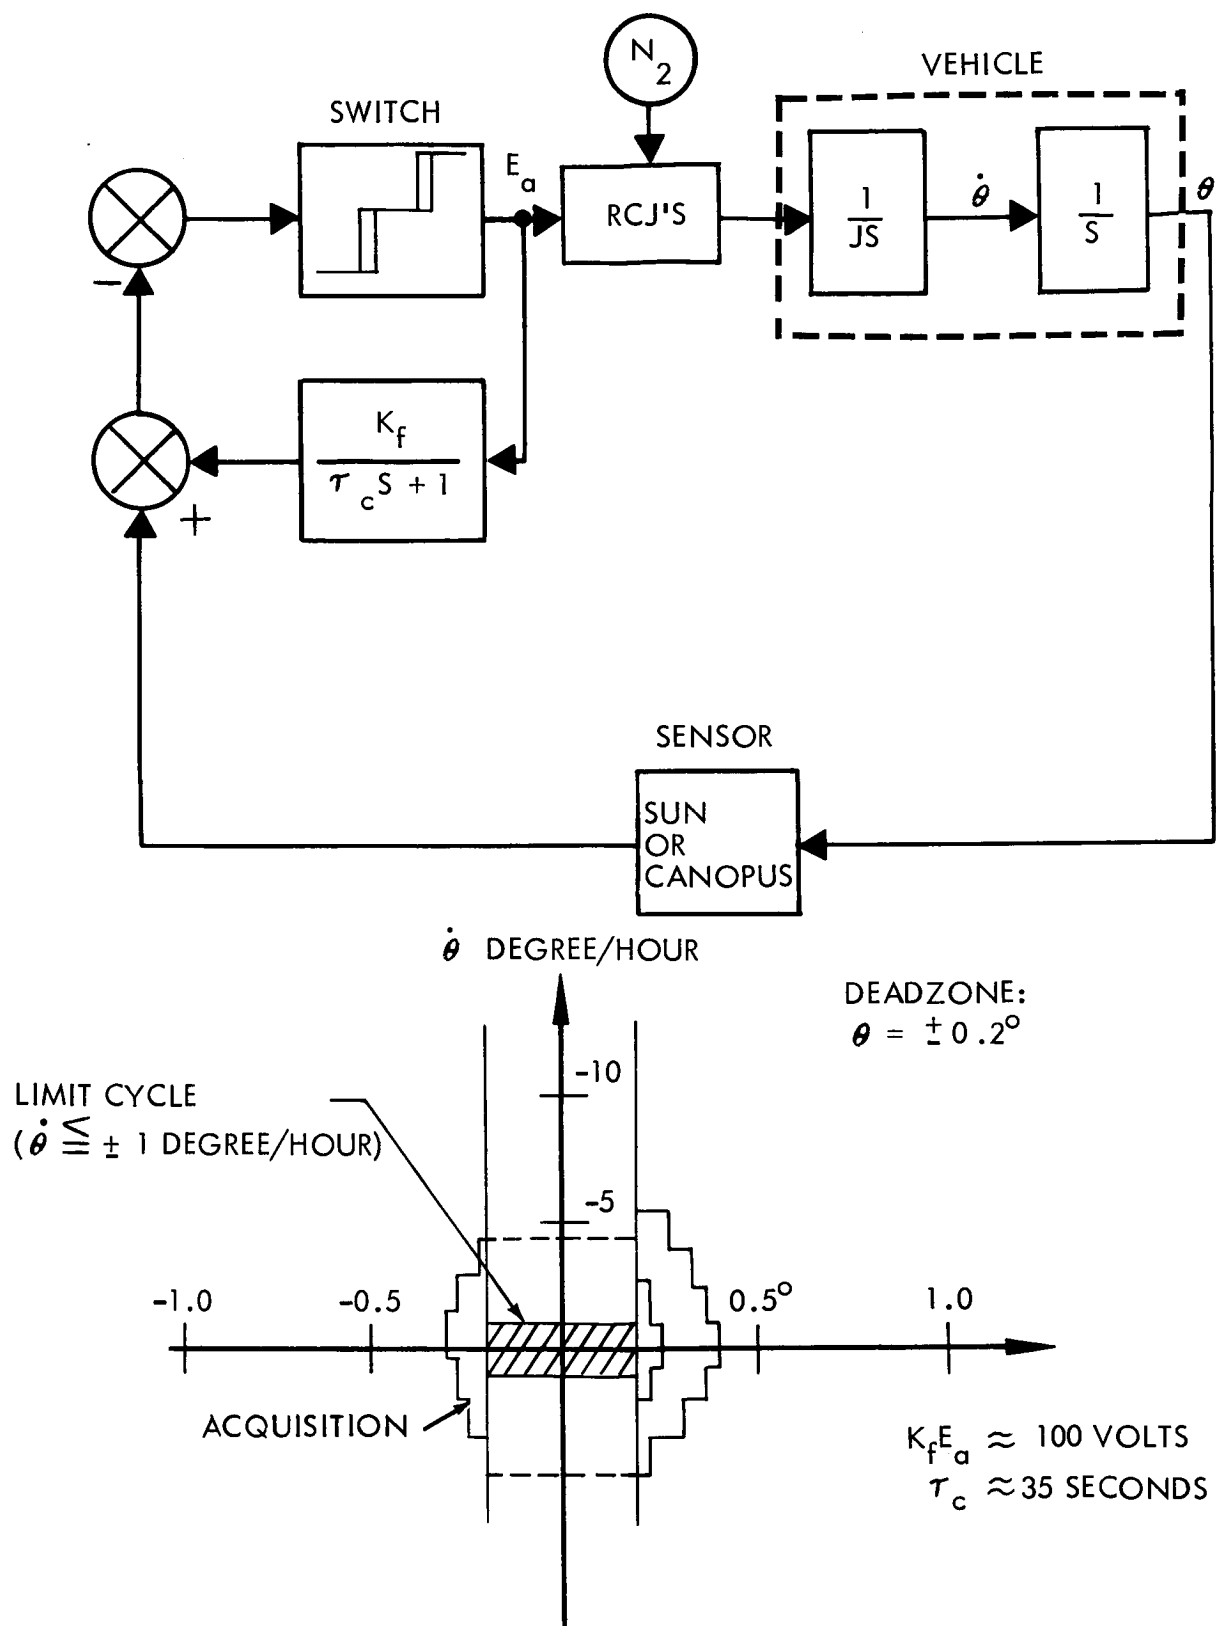 N2
VEHICLE
SWITCH
Ea
RCJ'S
1
JS
θ̇
1
S
θ
−
Kf
τc S + 1
+
SENSOR
SUN
OR
CANOPUS
θ̇ DEGREE/HOUR
DEADZONE:
θ = ± 0.2°
-10
LIMIT CYCLE
(θ̇ ≦ ± 1 DEGREE/HOUR)
-5
-1.0
-0.5
0.5°
1.0
ACQUISITION
KfEa ≈ 100 VOLTS
τc ≈ 35 SECONDS